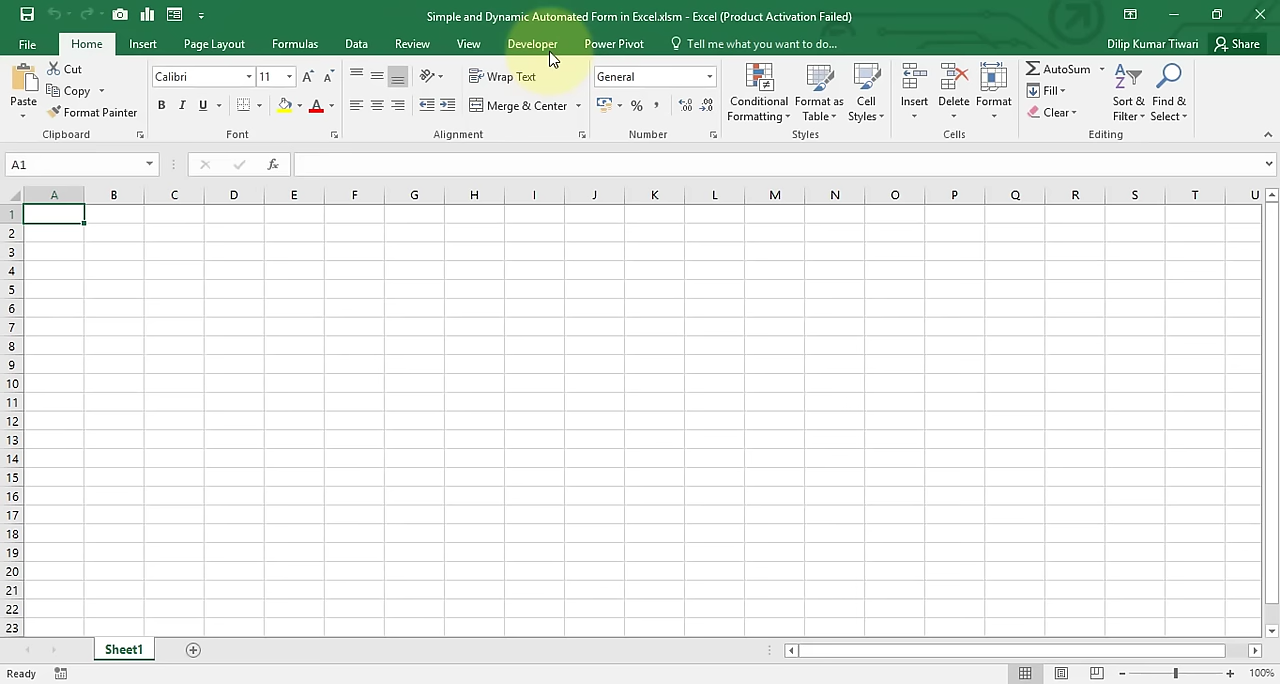 Simple and Dynamic Automated Form in Excel.xlsm - Excel (Product Activation Failed)
File Home Insert Page Layout Formulas Data Review View Developer Power Pivot Tell me what you want to do... Dilip Kumar Tiwari Share
Paste
Cut
Copy
Format Painter
Clipboard
Calibri 11
B I U A
Font
Wrap Text
Merge & Center
Alignment
General
%
Number
Conditional Formatting
Format as Table
Cell Styles
Styles
Insert
Delete
Format
Cells
AutoSum
Fill
Clear
Sort & Filter
Find & Select
Editing
A1 fx
A B C D E F G H I J K L M N O P Q R S T U
1
2
3
4
5
6
7
8
9
10
11
12
13
14
15
16
17
18
19
20
21
22
23
Sheet1
Ready 100%